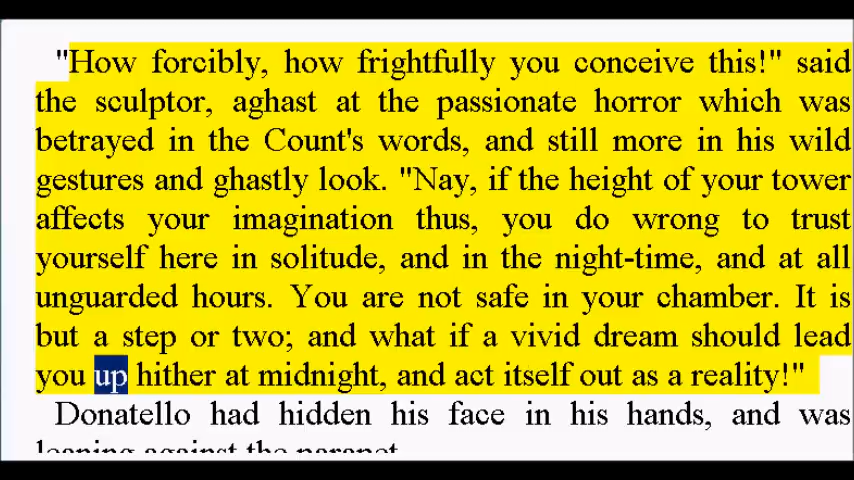 "How forcibly, how frightfully you conceive this!" said
the sculptor, aghast at the passionate horror which was
betrayed in the Count's words, and still more in his wild
gestures and ghastly look. "Nay, if the height of your tower
affects your imagination thus, you do wrong to trust
yourself here in solitude, and in the night-time, and at all
unguarded hours. You are not safe in your chamber. It is
but a step or two; and what if a vivid dream should lead
you up hither at midnight, and act itself out as a reality!"
Donatello had hidden his face in his hands, and was
leaning against the parapet.